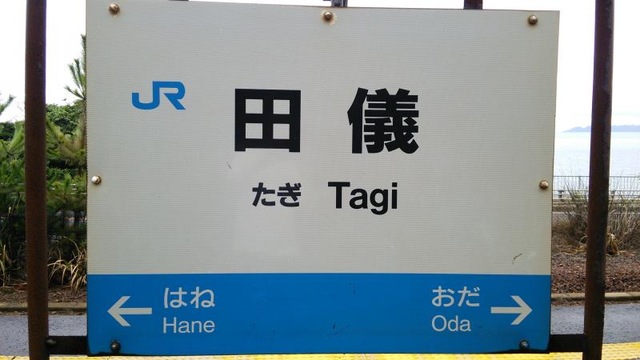 JR
田儀
たぎ Tagi
← はね おだ →
Hane Oda